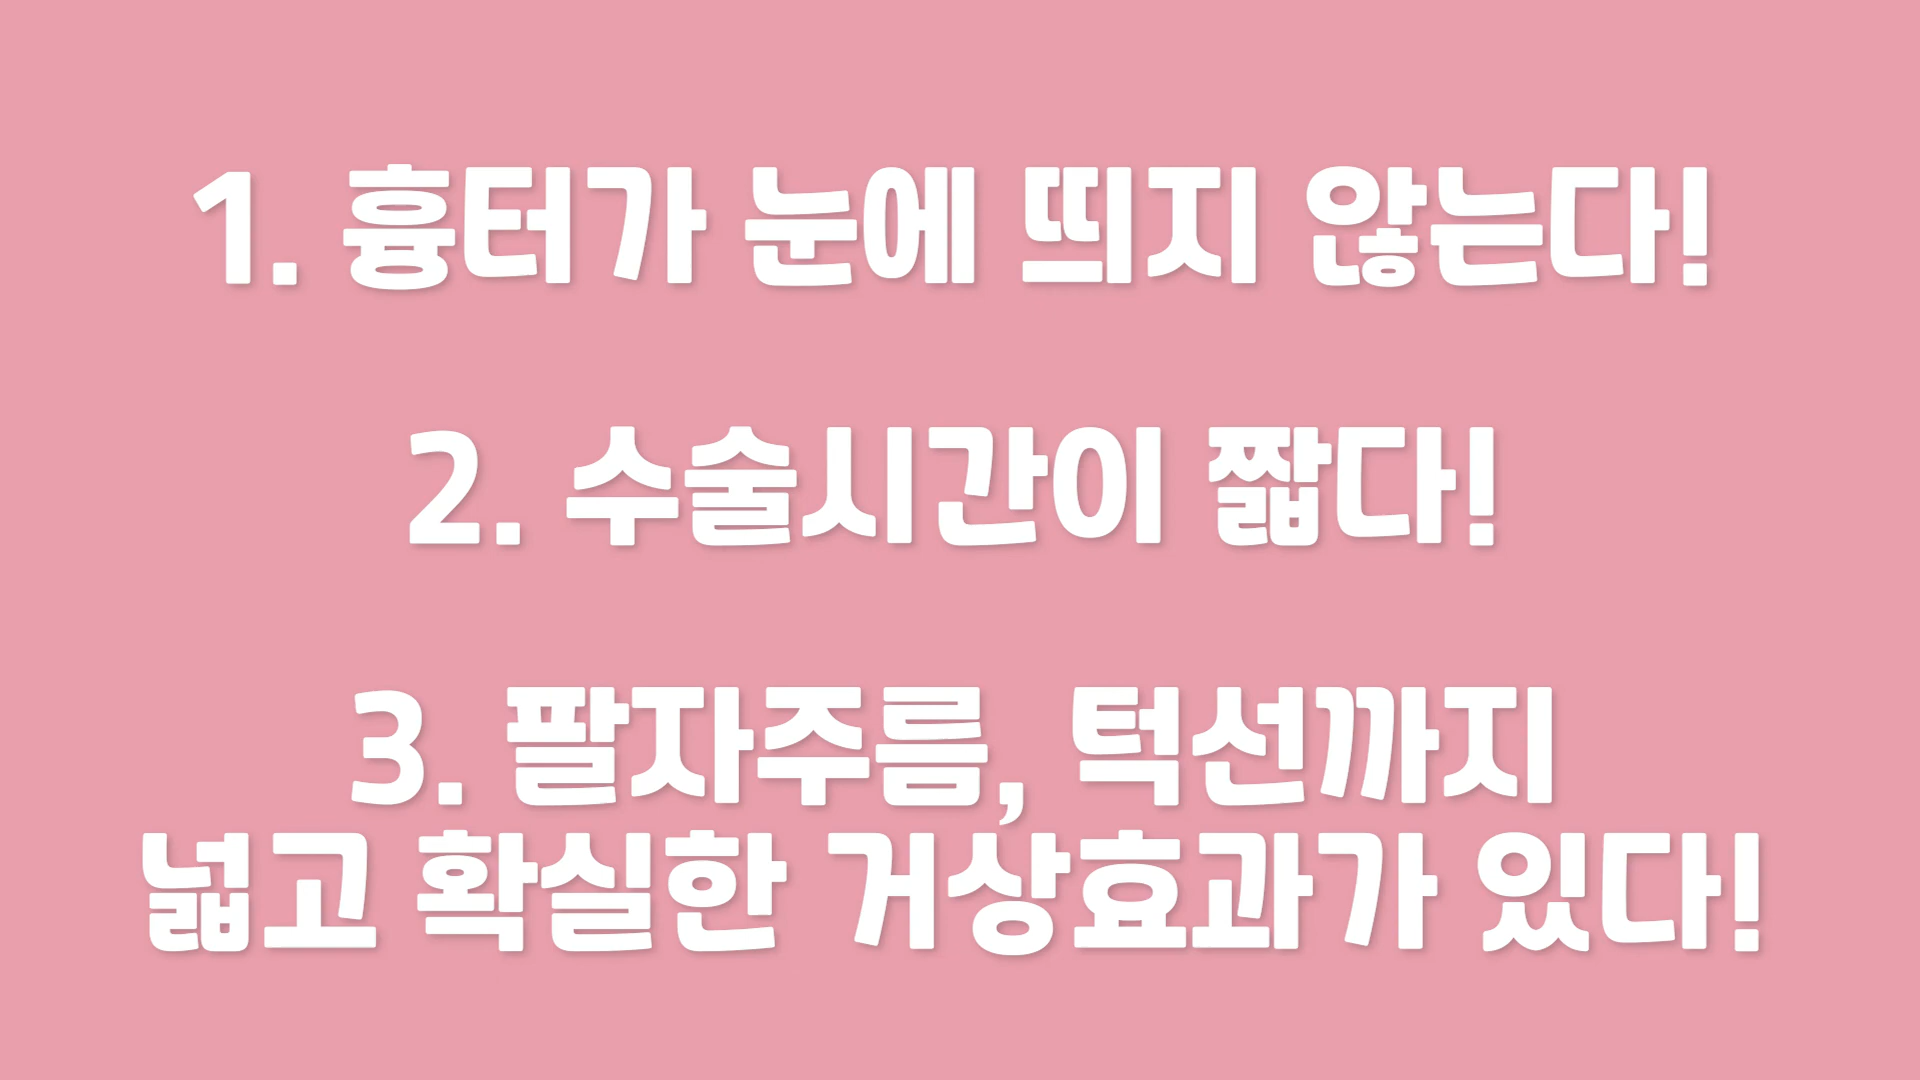 1. 흉터가 눈에 띄지 않는다!
2. 수술시간이 짧다!
3. 팔자주름, 턱선까지
넓고 확실한 거상효과가 있다!